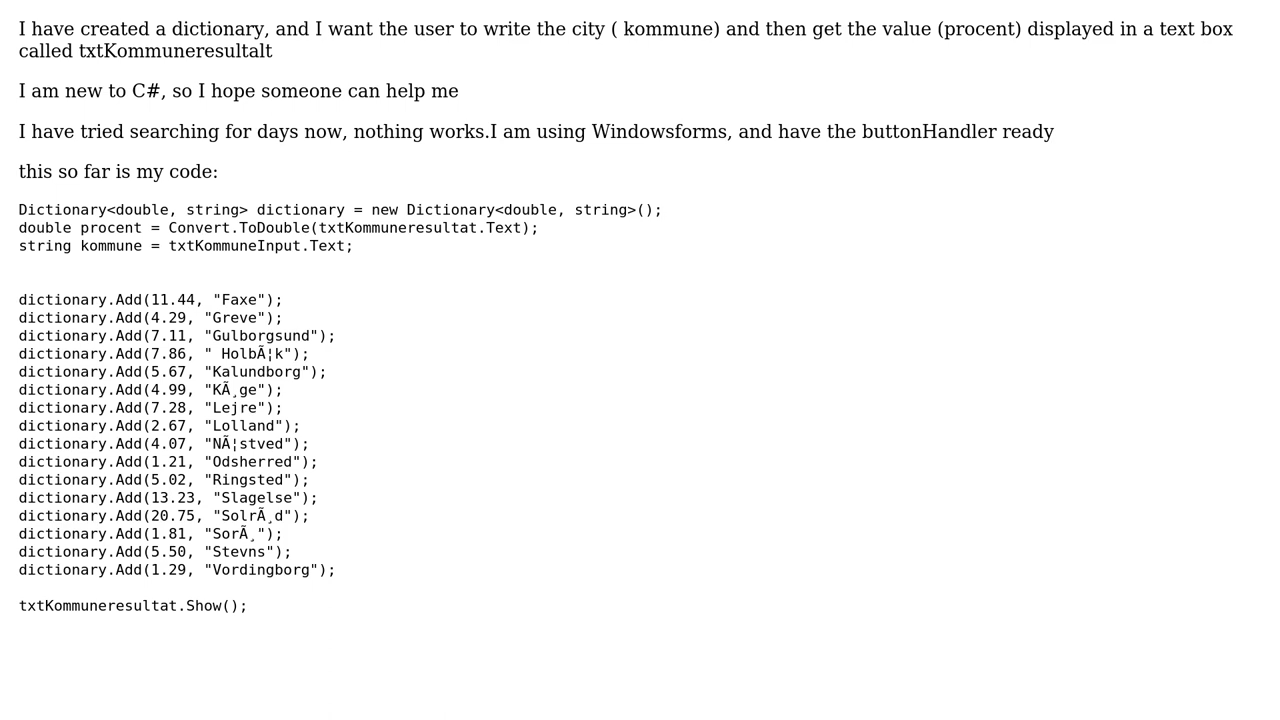 I have created a dictionary, and I want the user to write the city ( kommune) and then get the value (procent) displayed in a text box
called txtKommuneresultalt
I am new to C#, so I hope someone can help me
I have tried searching for days now, nothing works.I am using Windowsforms, and have the buttonHandler ready
this so far is my code:
Dictionary<double, string> dictionary = new Dictionary<double, string>();
double procent = Convert.ToDouble(txtKommuneresultat.Text);
string kommune = txtKommuneInput.Text;
dictionary.Add(11.44, "Faxe");
dictionary.Add(4.29, "Greve");
dictionary.Add(7.11, "Gulborgsund");
dictionary.Add(7.86, " HolbÃ¦k");
dictionary.Add(5.67, "Kalundborg");
dictionary.Add(4.99, "KÃ¸ge");
dictionary.Add(7.28, "Lejre");
dictionary.Add(2.67, "Lolland");
dictionary.Add(4.07, "NÃ¦stved");
dictionary.Add(1.21, "Odsherred");
dictionary.Add(5.02, "Ringsted");
dictionary.Add(13.23, "Slagelse");
dictionary.Add(20.75, "SolrÃ¸d");
dictionary.Add(1.81, "SorÃ¸");
dictionary.Add(5.50, "Stevns");
dictionary.Add(1.29, "Vordingborg");
txtKommuneresultat.Show();